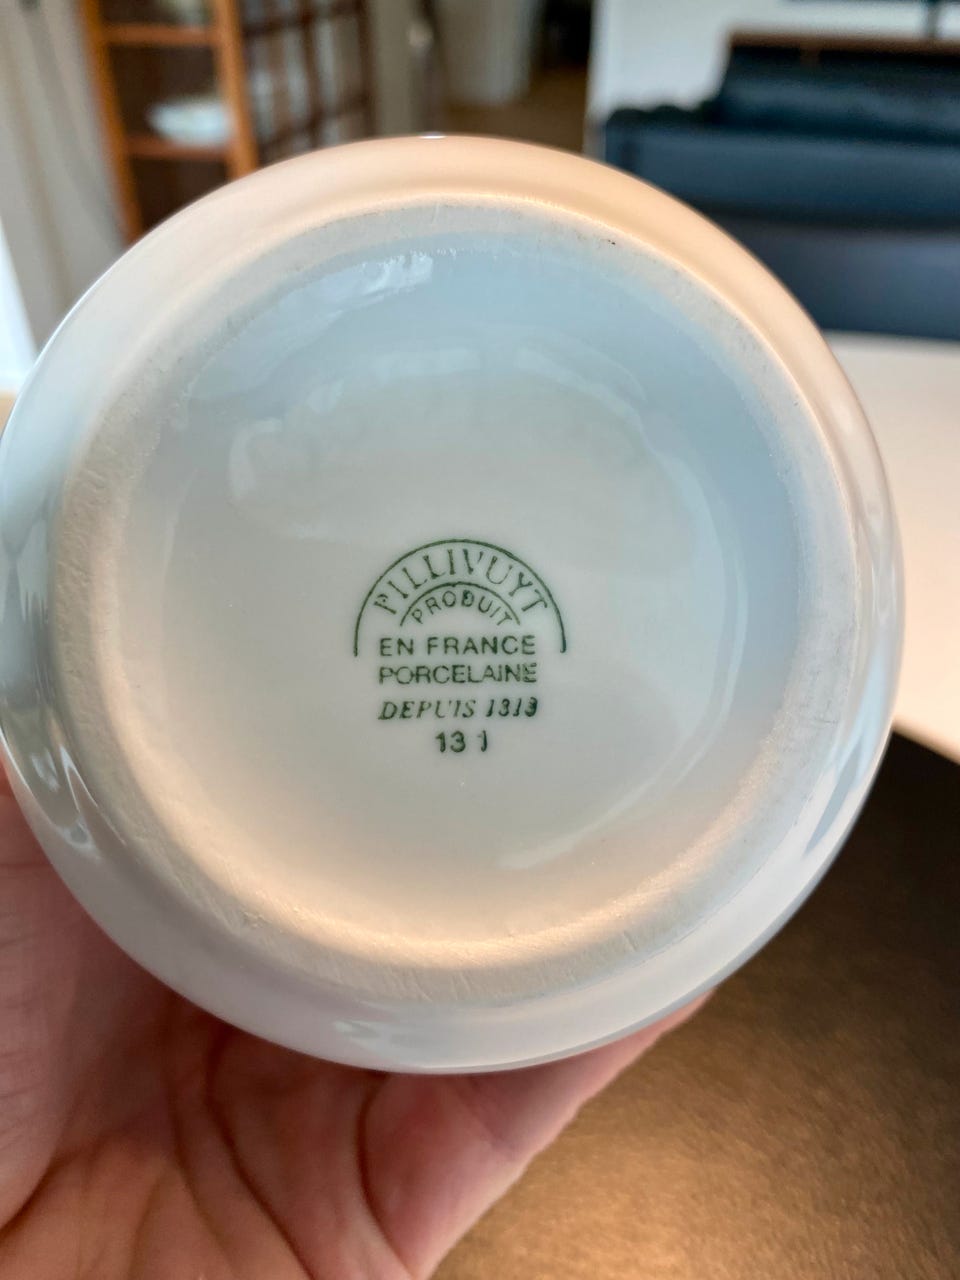 PILLIVUYT
PRODUIT
EN FRANCE
PORCELAINE
DEPUIS 1818
13 1